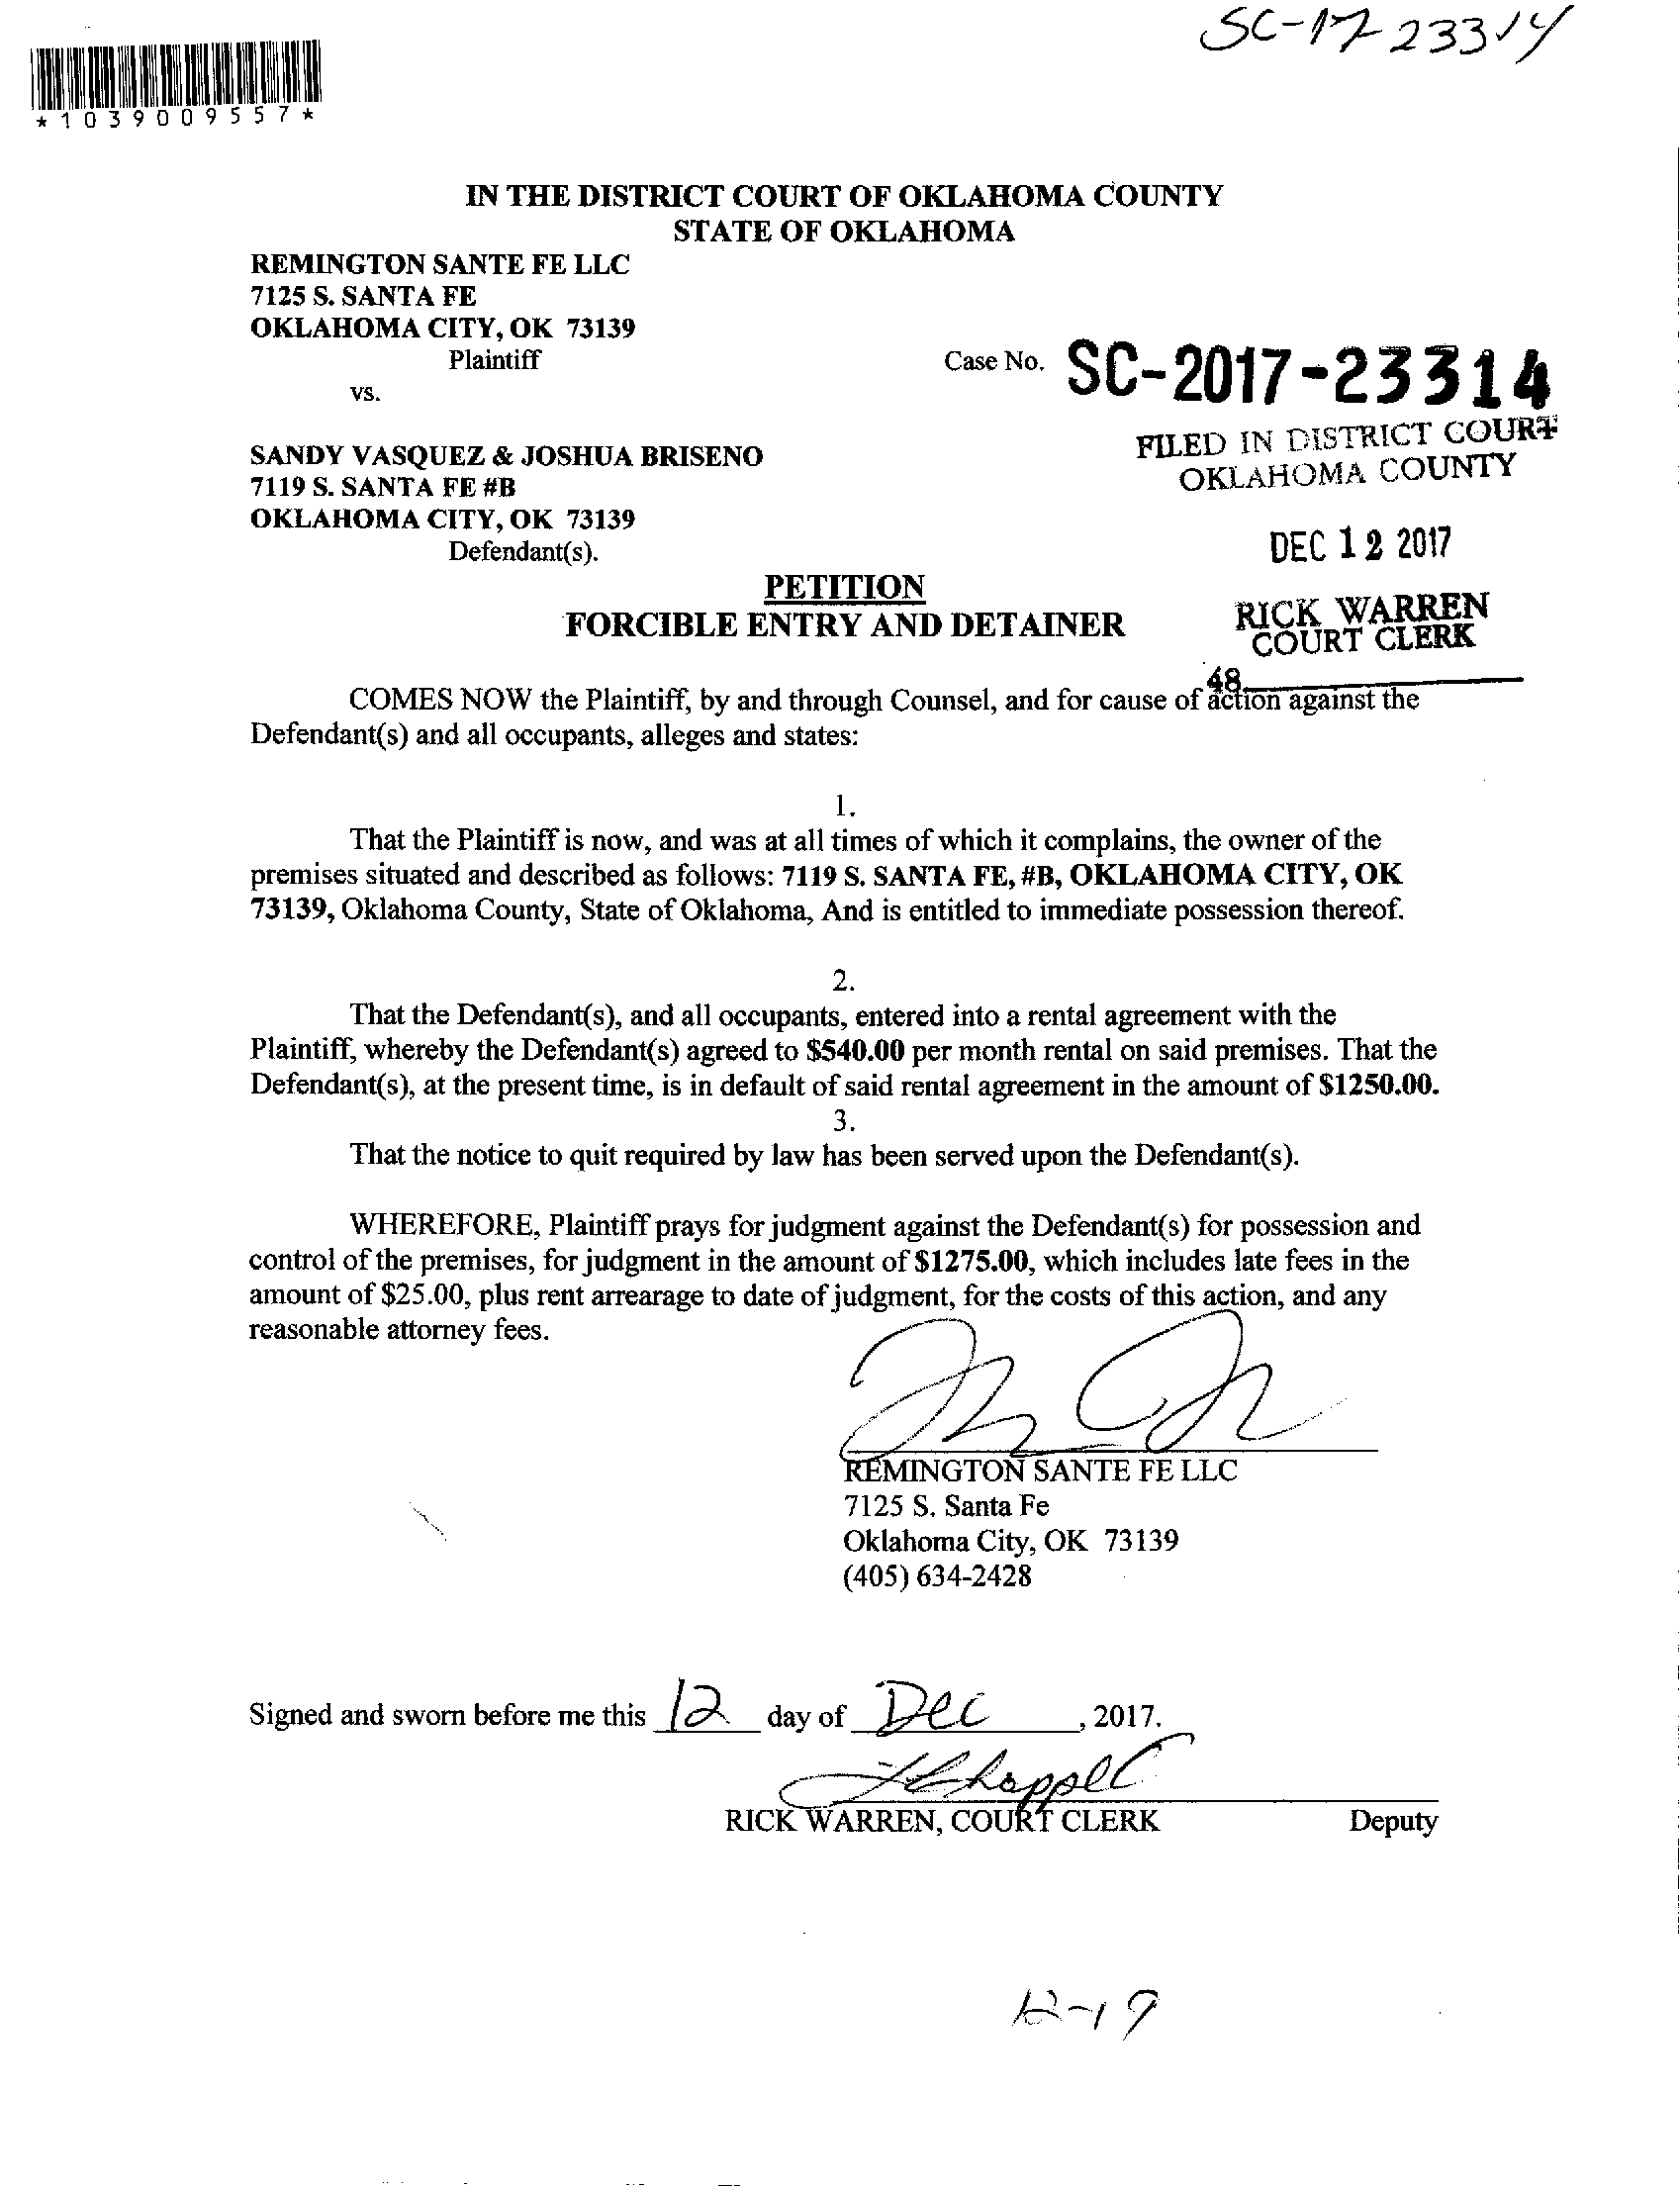 SC-17 23314
*1039009557*
IN THE DISTRICT COURT OF OKLAHOMA COUNTY
STATE OF OKLAHOMA
REMINGTON SANTE FE LLC
7125 S. SANTA FE
OKLAHOMA CITY, OK 73139
Plaintiff
Case No. SC-2017-23314
vs.
FILED IN DISTRICT COURT
OKLAHOMA COUNTY
SANDY VASQUEZ & JOSHUA BRISENO
7119 S. SANTA FE #B
OKLAHOMA CITY, OK 73139
Defendant(s).
DEC 12 2017
PETITION
FORCIBLE ENTRY AND DETAINER
RICK WARREN
COURT CLERK
48
COMES NOW the Plaintiff, by and through Counsel, and for cause of action against the
Defendant(s) and all occupants, alleges and states:
1.
That the Plaintiff is now, and was at all times of which it complains, the owner of the
premises situated and described as follows: 7119 S. SANTA FE, #B, OKLAHOMA CITY, OK
73139, Oklahoma County, State of Oklahoma, And is entitled to immediate possession thereof.
2.
That the Defendant(s), and all occupants, entered into a rental agreement with the
Plaintiff, whereby the Defendant(s) agreed to $540.00 per month rental on said premises. That the
Defendant(s), at the present time, is in default of said rental agreement in the amount of $1250.00.
3.
That the notice to quit required by law has been served upon the Defendant(s).
WHEREFORE, Plaintiff prays for judgment against the Defendant(s) for possession and
control of the premises, for judgment in the amount of $1275.00, which includes late fees in the
amount of $25.00, plus rent arrearage to date of judgment, for the costs of this action, and any
reasonable attorney fees.
REMINGTON SANTE FE LLC
7125 S. Santa Fe
Oklahoma City, OK 73139
(405) 634-2428
Signed and sworn before me this 12 day of Dec, 2017.
RICK WARREN, COURT CLERK Deputy
12-19